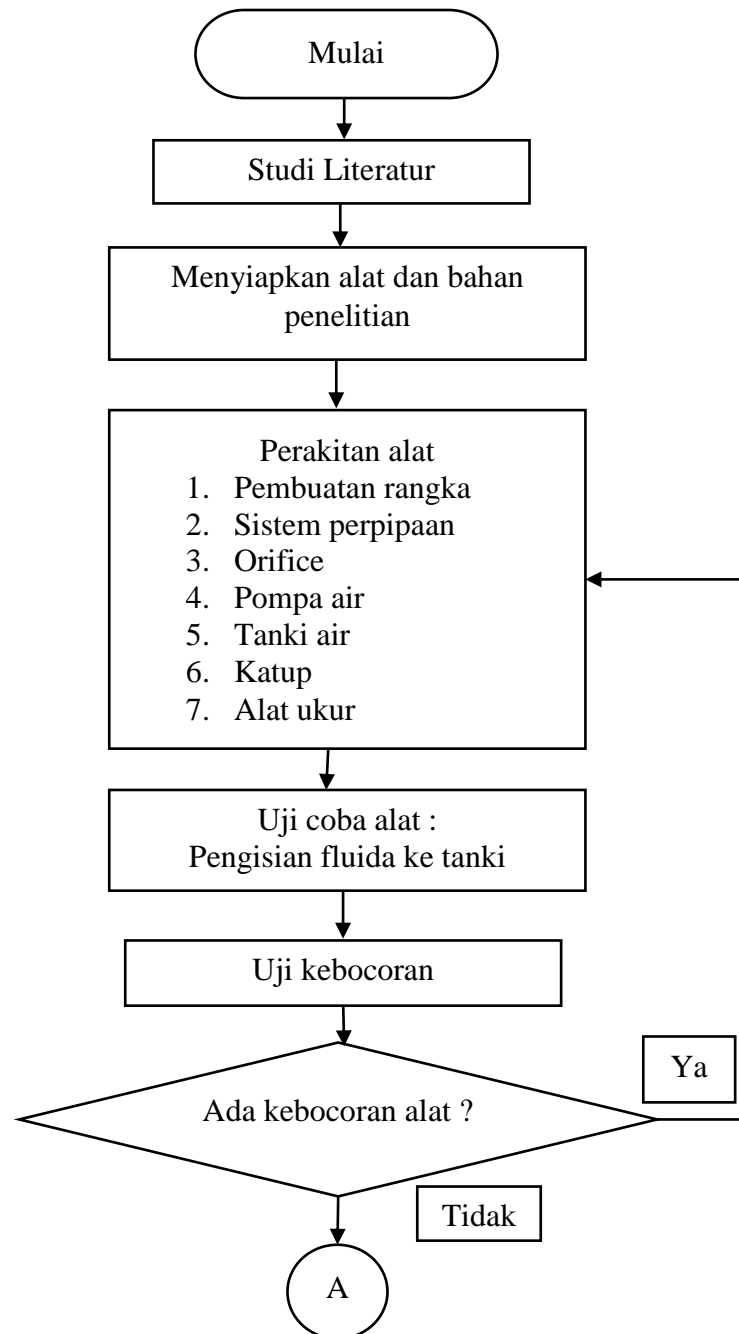 Mulai
Studi Literatur
Menyiapkan alat dan bahan
penelitian
Perakitan alat
1. Pembuatan rangka
2. Sistem perpipaan
3. Orifice
4. Pompa air
5. Tanki air
6. Katup
7. Alat ukur
Uji coba alat :
Pengisian fluida ke tanki
Uji kebocoran
Ya
Ada kebocoran alat ?
Tidak
A